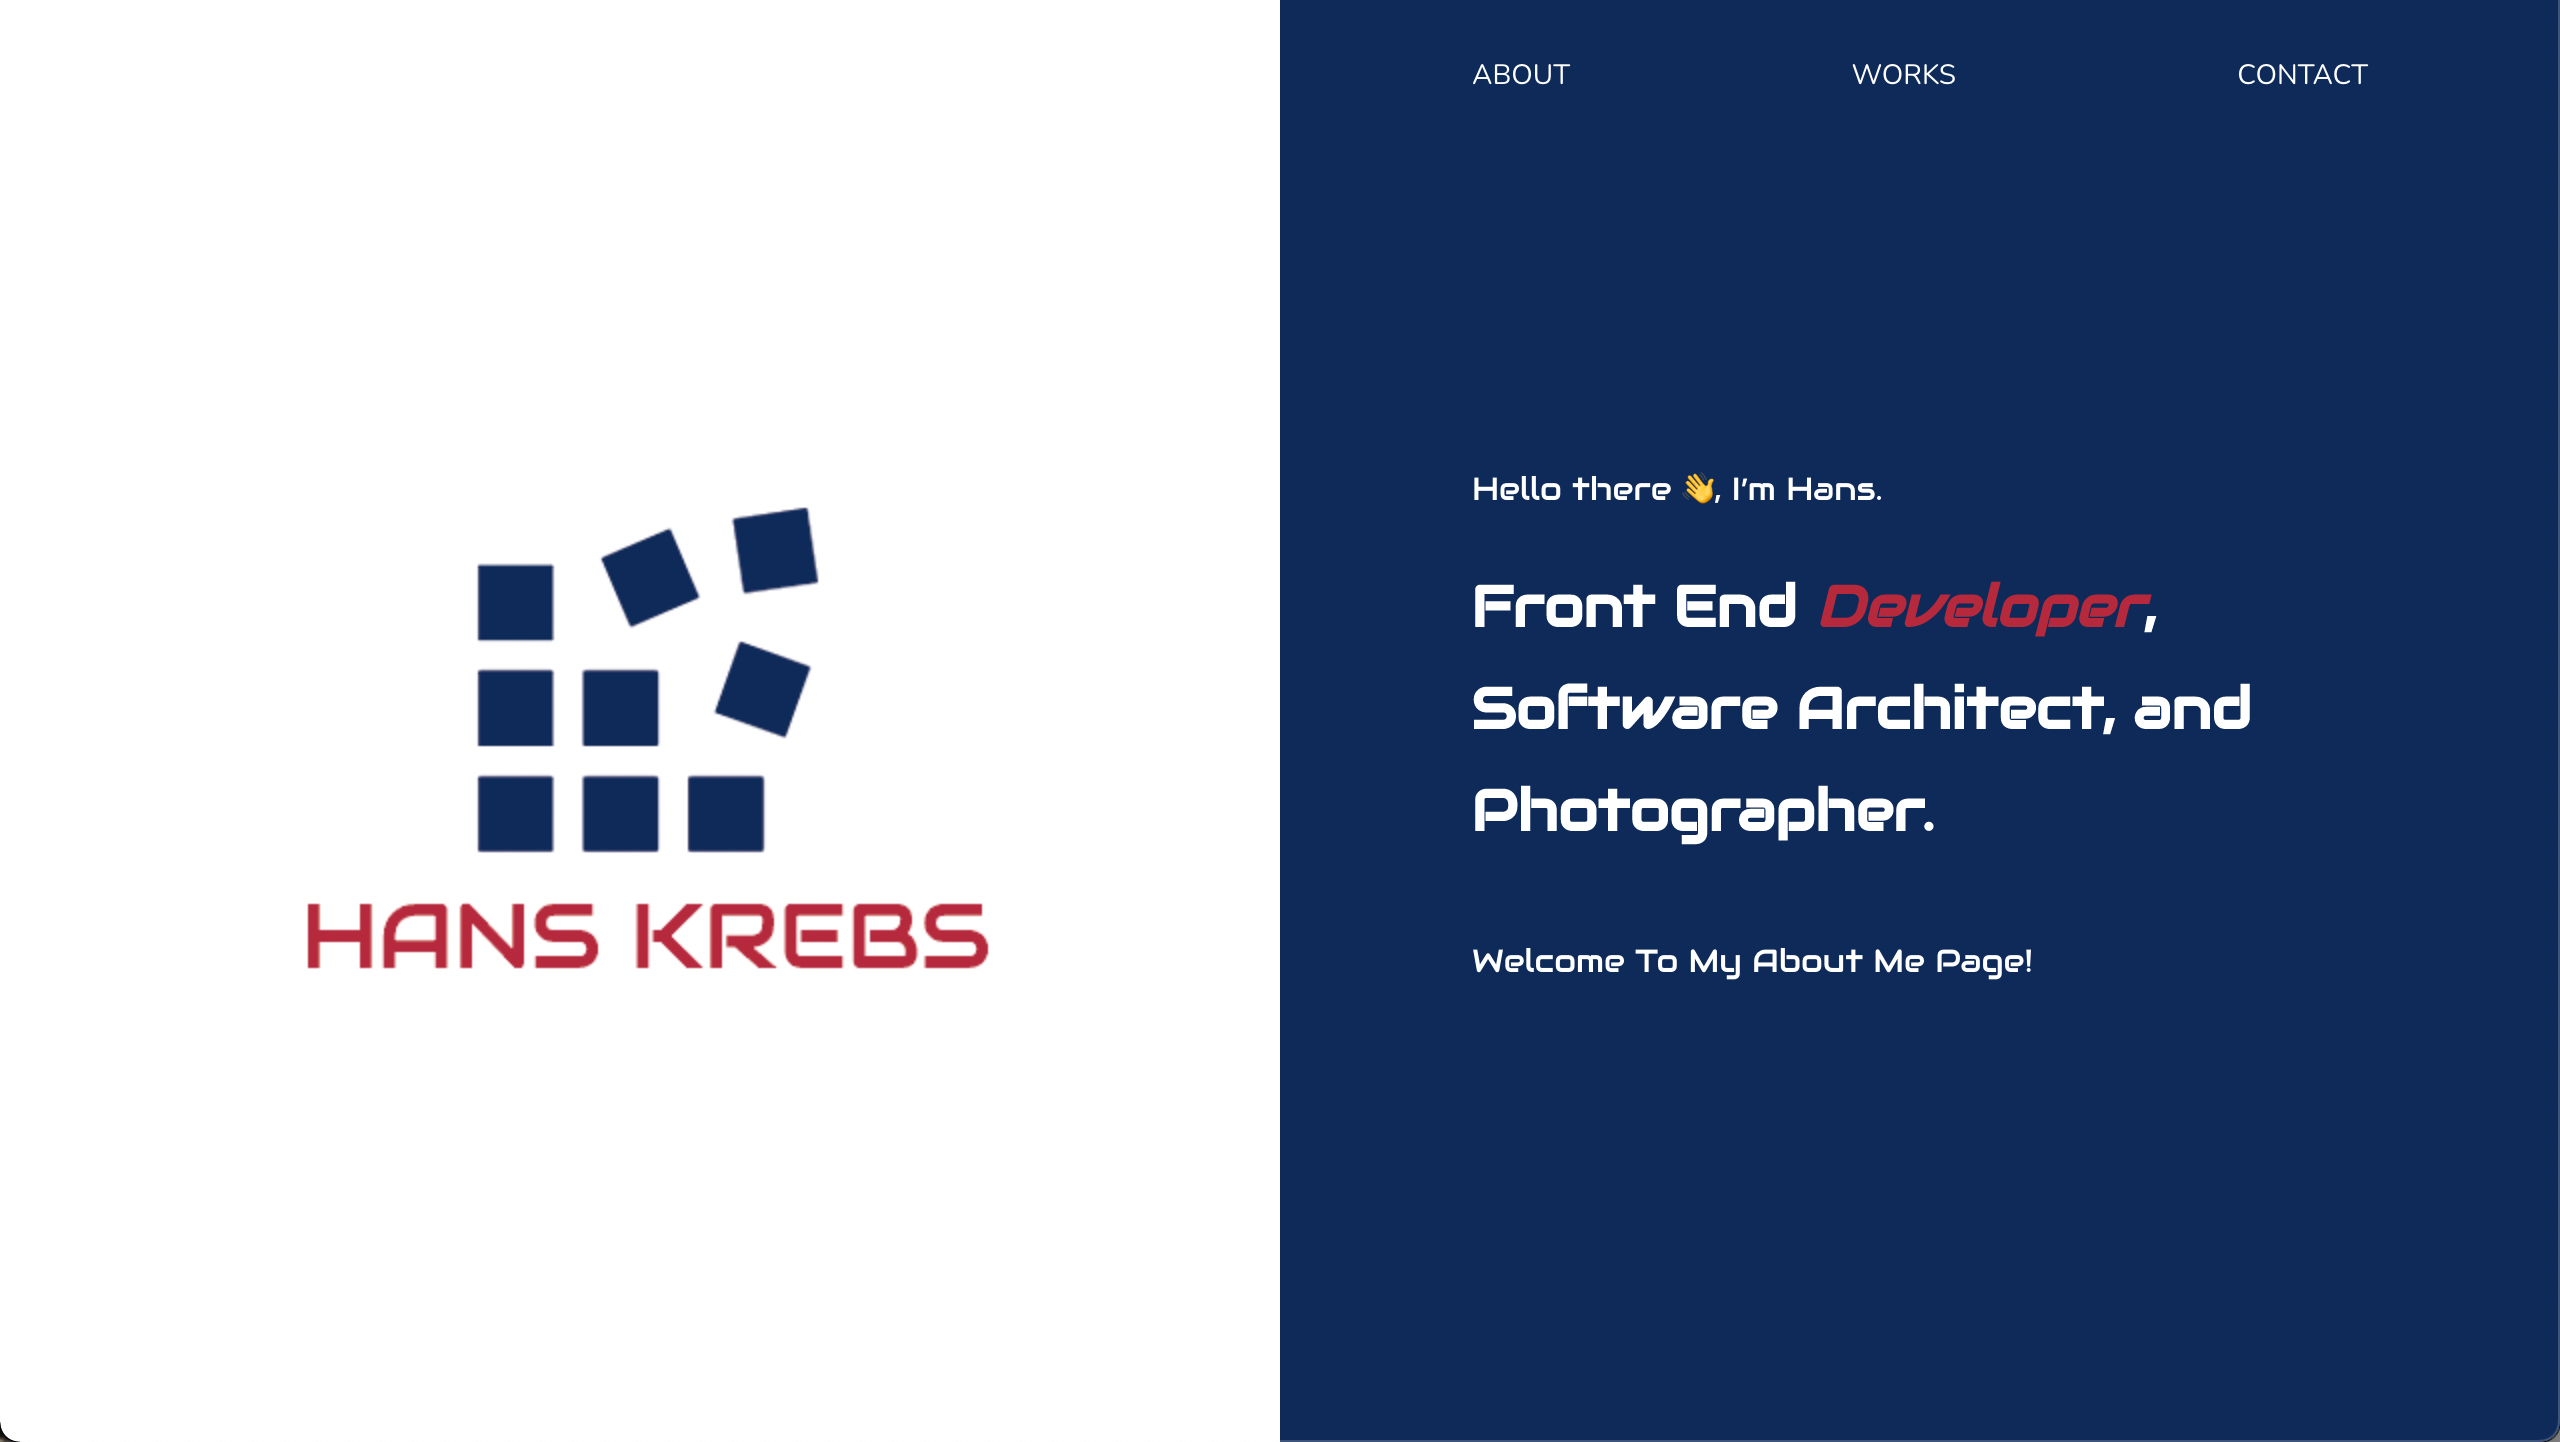 HANS KREBS
ABOUT WORKS CONTACT
Hello there 👋, I'm Hans.
Front End Developer,
Software Architect, and
Photographer.
Welcome To My About Me Page!